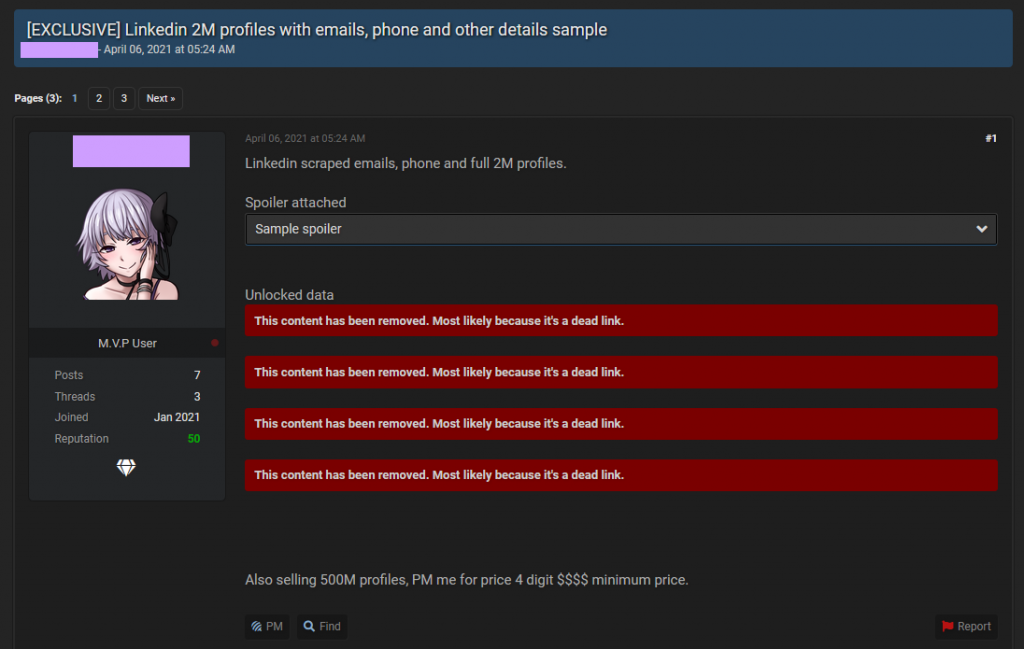 [EXCLUSIVE] Linkedin 2M profiles with emails, phone and other details sample
- April 06, 2021 at 05:24 AM
Pages (3): 1 2 3 Next »
April 06, 2021 at 05:24 AM #1
Linkedin scraped emails, phone and full 2M profiles.
Spoiler attached
Sample spoiler
Unlocked data
This content has been removed. Most likely because it's a dead link.
This content has been removed. Most likely because it's a dead link.
This content has been removed. Most likely because it's a dead link.
This content has been removed. Most likely because it's a dead link.
M.V.P User
Posts 7
Threads 3
Joined Jan 2021
Reputation 50
Also selling 500M profiles, PM me for price 4 digit $$$$ minimum price.
PM Find Report